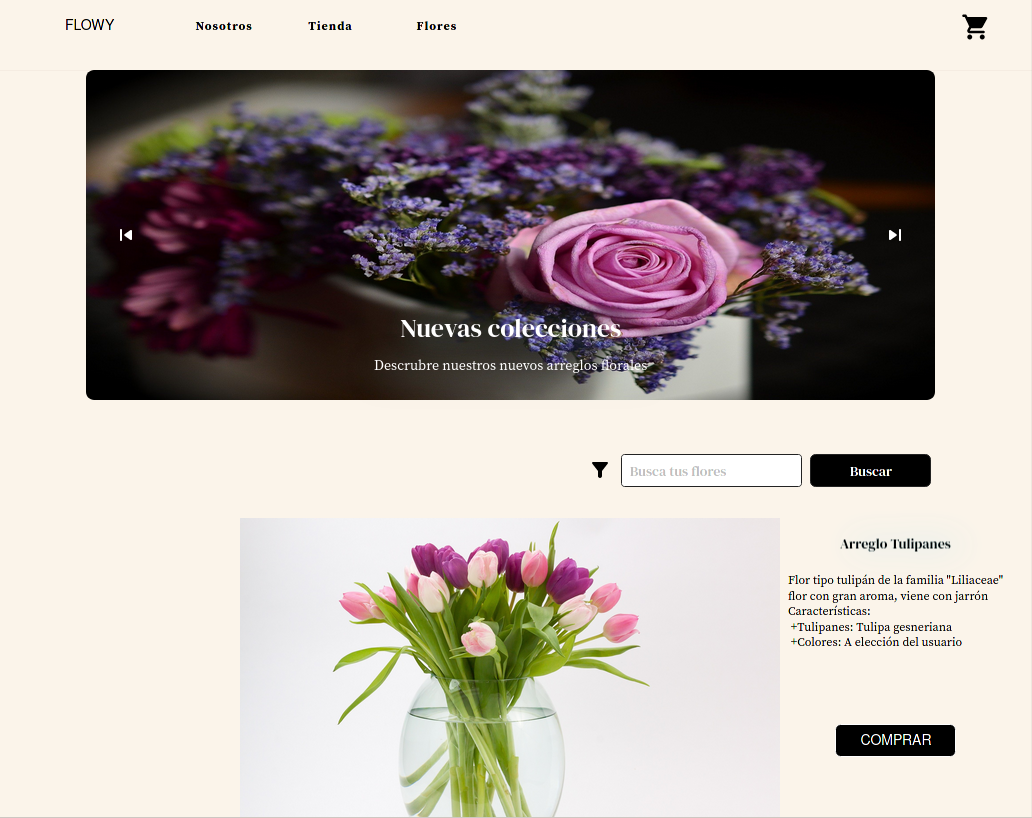 FLOWY Nosotros Tienda Flores
Nuevas colecciones
Descrubre nuestros nuevos arreglos florales
Busca tus flores Buscar
Arreglo Tulipanes
Flor tipo tulipán de la familia "Liliaceae"
flor con gran aroma, viene con jarrón
Características:
+Tulipanes: Tulipa gesneriana
+Colores: A elección del usuario
COMPRAR